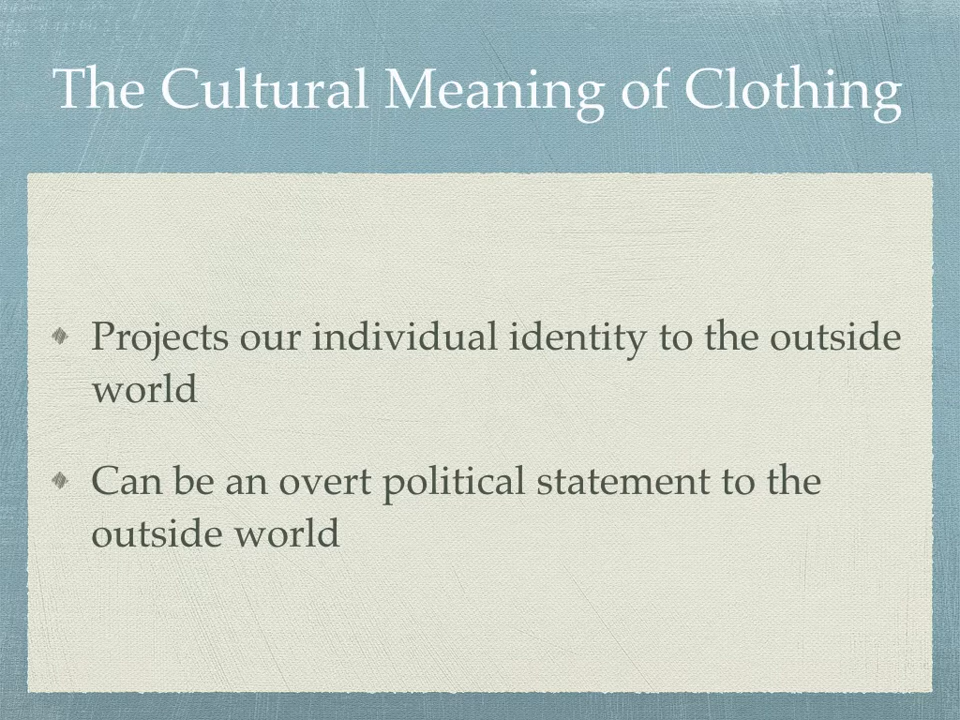 The Cultural Meaning of Clothing
Projects our individual identity to the outside
world
Can be an overt political statement to the
outside world